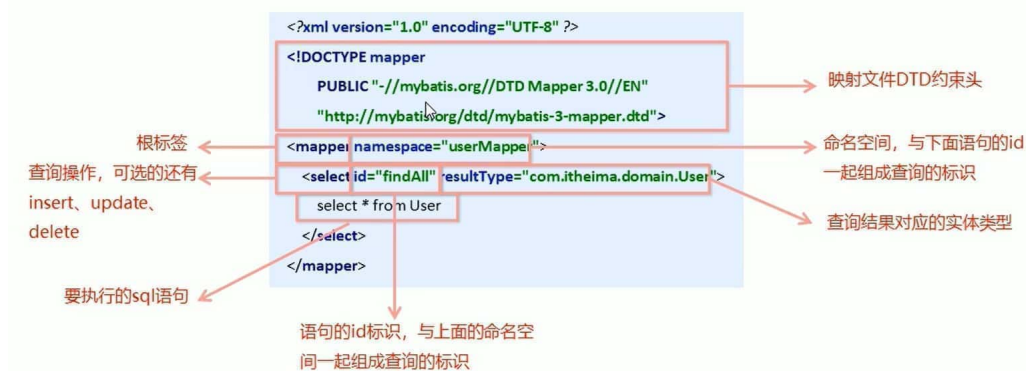 <?xml version="1.0" encoding="UTF-8" ?>
<!DOCTYPE mapper
PUBLIC "-//mybatis.org//DTD Mapper 3.0//EN"
"http://mybatis.org/dtd/mybatis-3-mapper.dtd">
映射文件DTD约束头
<mapper namespace="userMapper">
<select id="findAll" resultType="com.itheima.domain.User">
select * from User
</select>
</mapper>
根标签
查询操作，可选的还有
insert、update、
delete
命名空间，与下面语句的id
一起组成查询的标识
查询结果对应的实体类型
要执行的sql语句
语句的id标识，与上面的命名空
间一起组成查询的标识